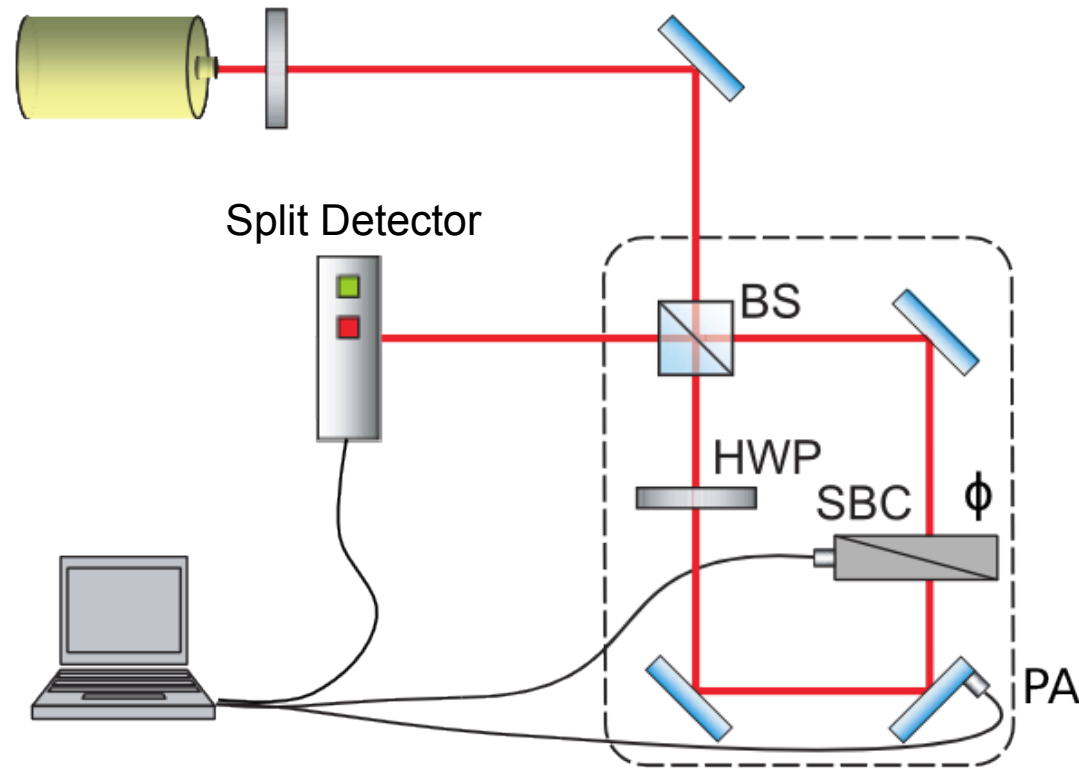 Split Detector
BS
HWP
SBC
ϕ
PA